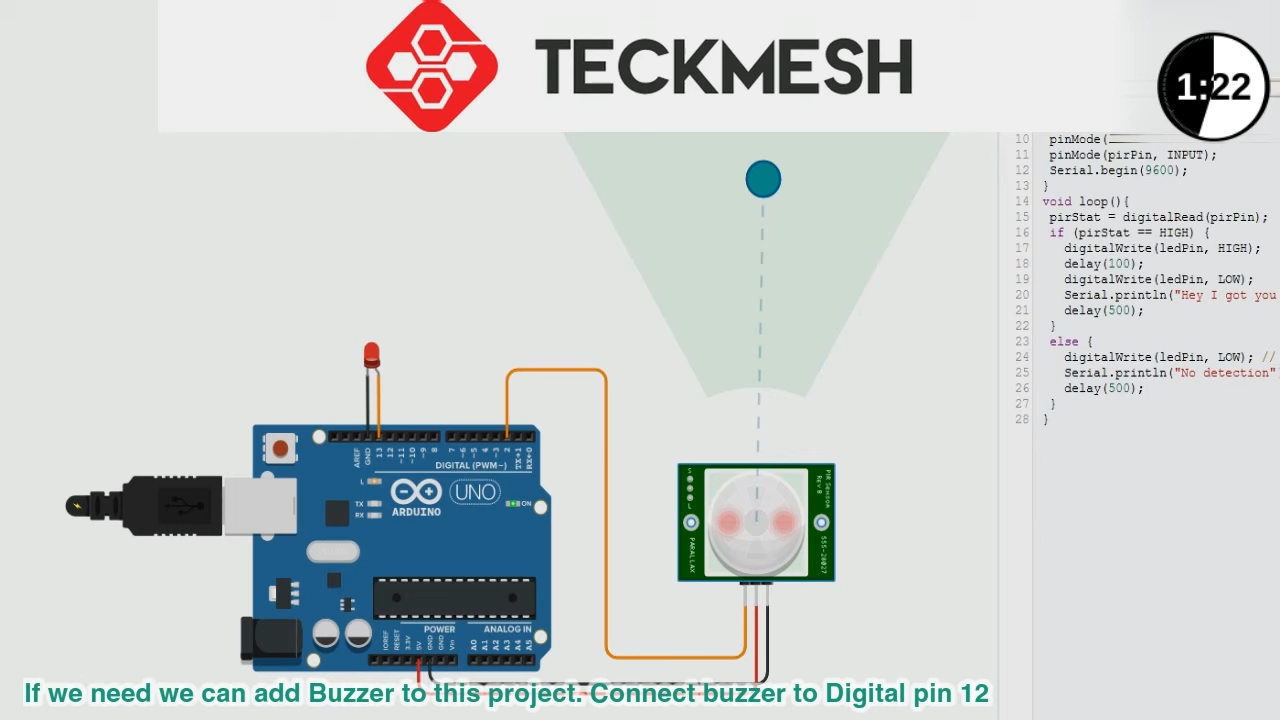 TECKMESH
1:22
10 pinMode(
11 pinMode(pirPin, INPUT);
12 Serial.begin(9600);
13 }
14 void loop(){
15 pirStat = digitalRead(pirPin);
16 if (pirStat == HIGH) {
17 digitalWrite(ledPin, HIGH);
18 delay(100);
19 digitalWrite(ledPin, LOW);
20 Serial.println("Hey I got you
21 delay(500);
22 }
23 else {
24 digitalWrite(ledPin, LOW); //
25 Serial.println("No detection"
26 delay(500);
27 }
28 }
AREF
GND
13
12
~11
~10
~9
8
7
~6
~5
4
~3
2
TX→1
RX←0
DIGITAL (PWM~)
L
TX
RX
ARDUINO
UNO
ON
POWER
ANALOG IN
IOREF
RESET
3.3V
5V
GND
GND
Vin
A0
A1
A2
A3
A4
A5
PIR Sensor
Rev B
PARALLAX
555-28027
If we need we can add Buzzer to this project. Connect buzzer to Digital pin 12